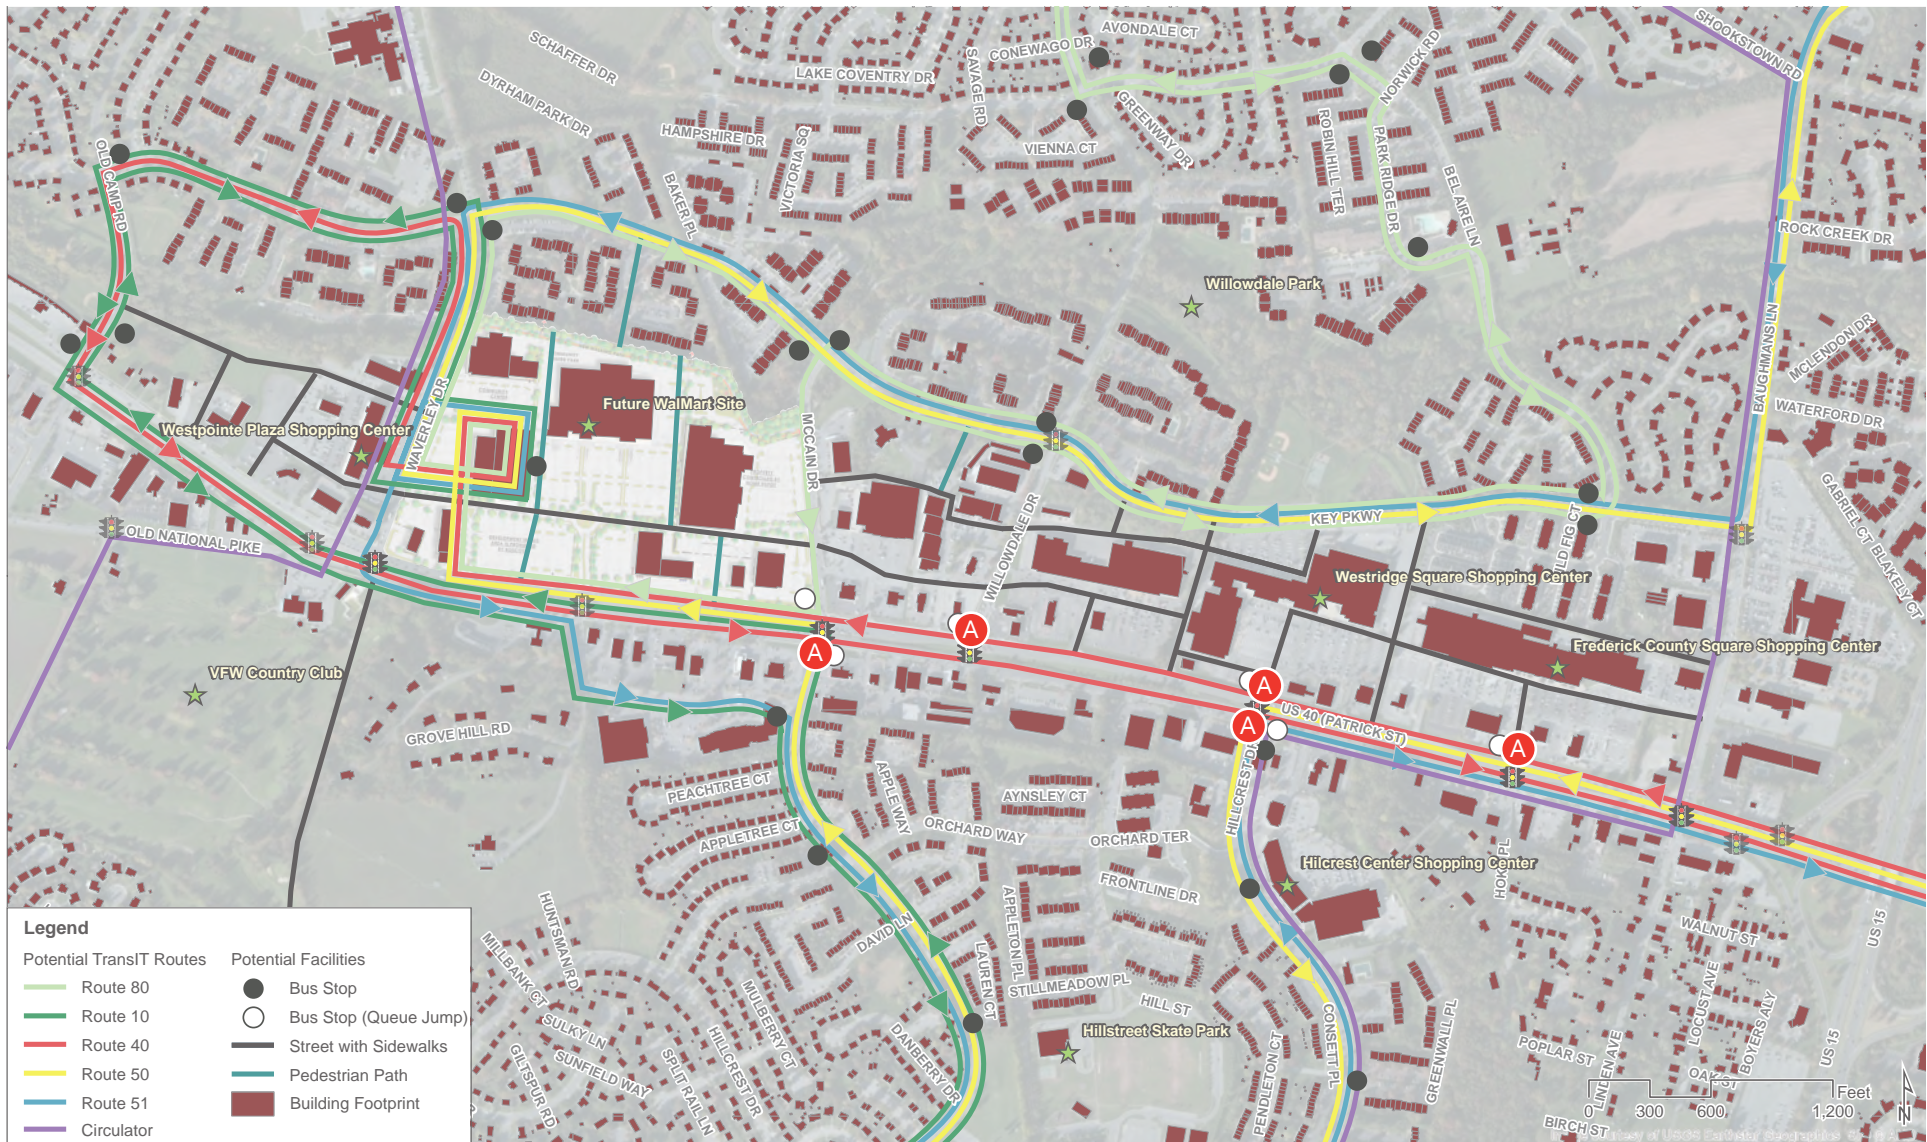 SCHAFFER DR
CONEWAGO DR
AVONDALE CT
SHOOKSTOWN RD
DYRHAM PARK DR
LAKE COVENTRY DR
SAVAGE RD
NORWICK RD
GREENWAY DR
HAMPSHIRE DR
VICTORIA SQ
VIENNA CT
ROBIN HILL TER
PARK RIDGE DR
BEL AIRE LN
OLD CAMP RD
BAKER PL
ROCK CREEK DR
Willowdale Park
BAUGHMANS LN
MCLENDON DR
Future WalMart Site
Westpointe Plaza Shopping Center
WAVERLEY DR
MCCAIN DR
WATERFORD DR
GABRIEL CT
BLAKELY CT
OLD NATIONAL PIKE
KEY PKWY
WILD FIG CT
WILLOWDALE DR
Westridge Square Shopping Center
Frederick County Square Shopping Center
A
A
A
A
A
VFW Country Club
US 40 (PATRICK ST)
GROVE HILL RD
HILLCREST DR
PEACHTREE CT
APPLE WAY
AYNSLEY CT
APPLETREE CT
ORCHARD WAY
ORCHARD TER
Hilcrest Center Shopping Center
HOKE PL
FRONTLINE DR
APPLETON PL
DAVID LN
LAUREN CT
WALNUT ST
US 15
HUNTSMAN RD
MILLBANK CT
MULBERRY CT
STILLMEADOW PL
HILL ST
CONSETT PL
GREENWALL PL
LOCUST AVE
BOYERS ALY
SULKY LN
SUNFIELD WAY
GILTSPUR RD
SPLIT RAIL LN
HILLCREST DR
DANBERRY DR
Hillstreet Skate Park
PENDLETON CT
POPLAR ST
LINDEN AVE
OAK ST
US 15
BIRCH ST
Legend
Potential TransIT Routes
Route 80
Route 10
Route 40
Route 50
Route 51
Circulator
Potential Facilities
Bus Stop
Bus Stop (Queue Jump)
Street with Sidewalks
Pedestrian Path
Building Footprint
Feet
0 300 600 1,200
N